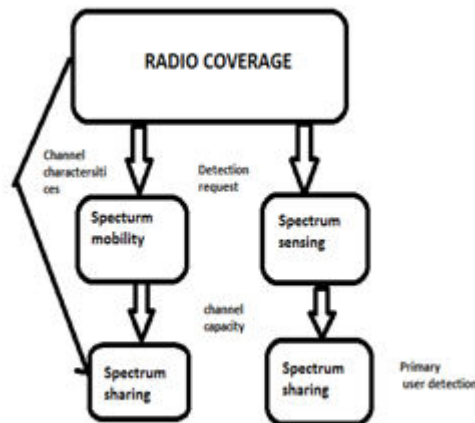 RADIO COVERAGE
Channel
charactersiti
ces
Detection
request
Specturm
mobility
Spectrum
sensing
channel
capacity
Spectrum
sharing
Spectrum
sharing
Primary
user detection